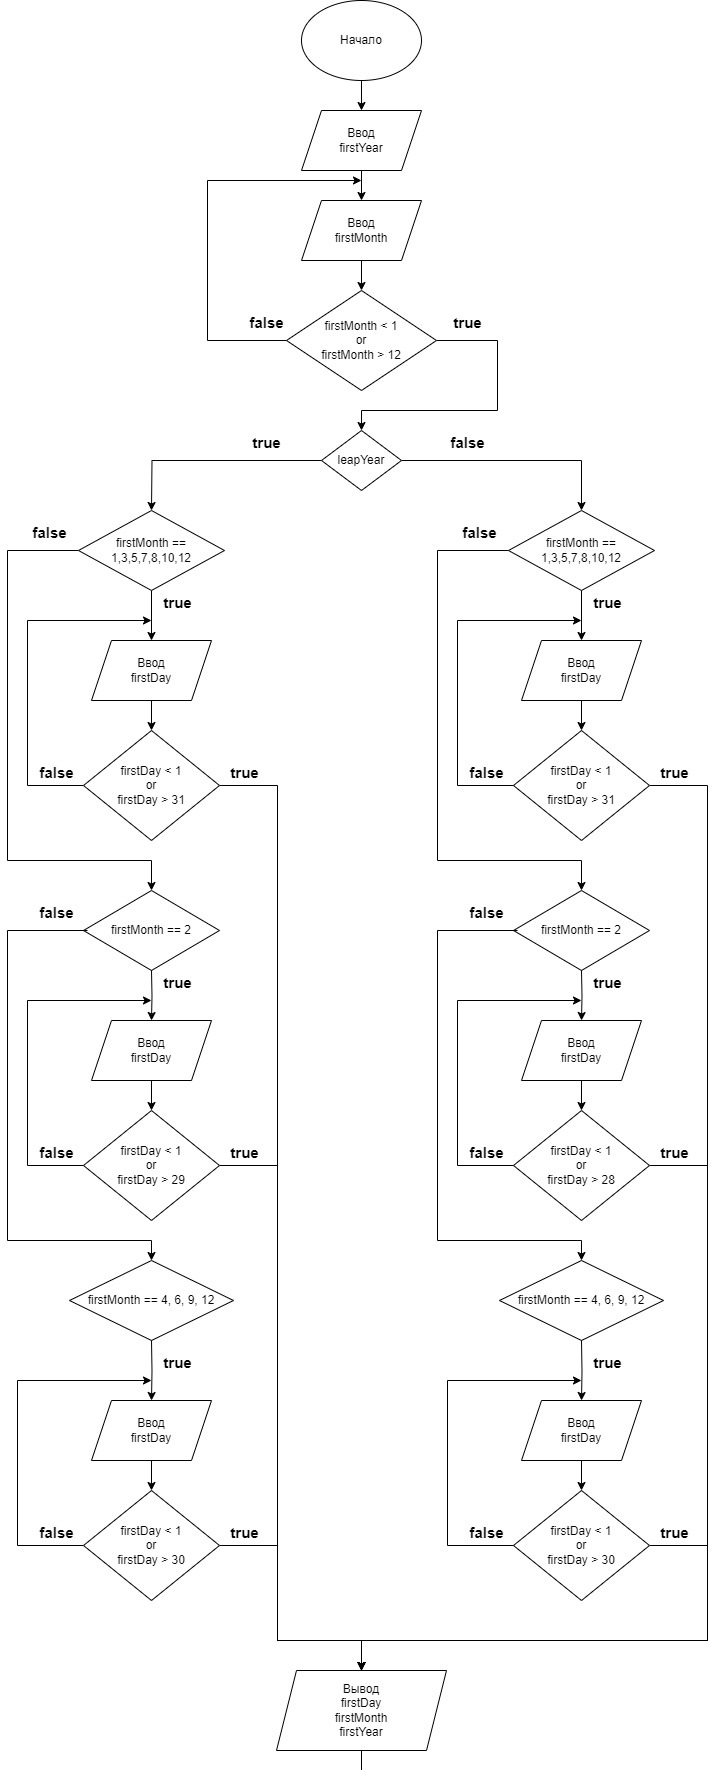 Начало
Ввод
firstYear
Ввод
firstMonth
false
firstMonth < 1
or
firstMonth > 12
true
true
leapYear
false
false
firstMonth ==
1,3,5,7,8,10,12
true
Ввод
firstDay
false
firstDay < 1
or
firstDay > 31
true
false
firstMonth == 2
true
Ввод
firstDay
false
firstDay < 1
or
firstDay > 29
true
firstMonth == 4, 6, 9, 12
true
Ввод
firstDay
false
firstDay < 1
or
firstDay > 30
true
false
firstMonth ==
1,3,5,7,8,10,12
true
Ввод
firstDay
false
firstDay < 1
or
firstDay > 31
true
false
firstMonth == 2
true
Ввод
firstDay
false
firstDay < 1
or
firstDay > 28
true
firstMonth == 4, 6, 9, 12
true
Ввод
firstDay
false
firstDay < 1
or
firstDay > 30
true
Вывод
firstDay
firstMonth
firstYear